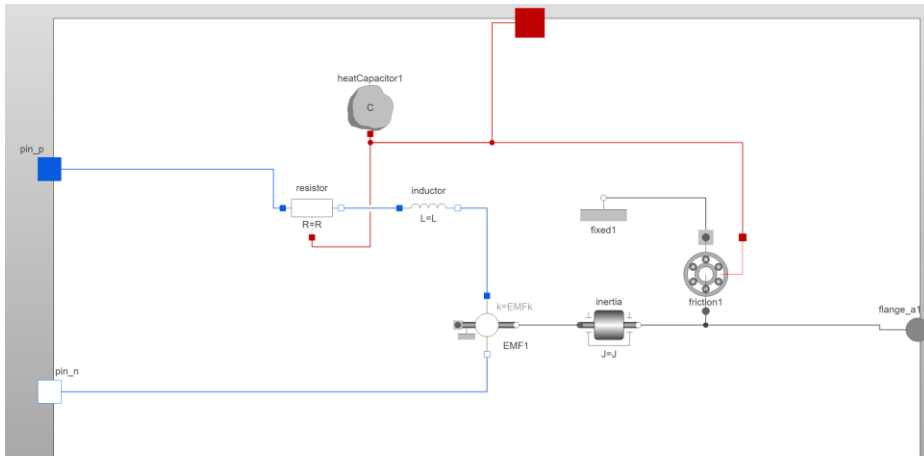 heatCapacitor1
C
pin_p
resistor
inductor
R=R
L=L
fixed1
k=EMFk
inertia
friction1
flange_a1
EMF1
J=J
pin_n